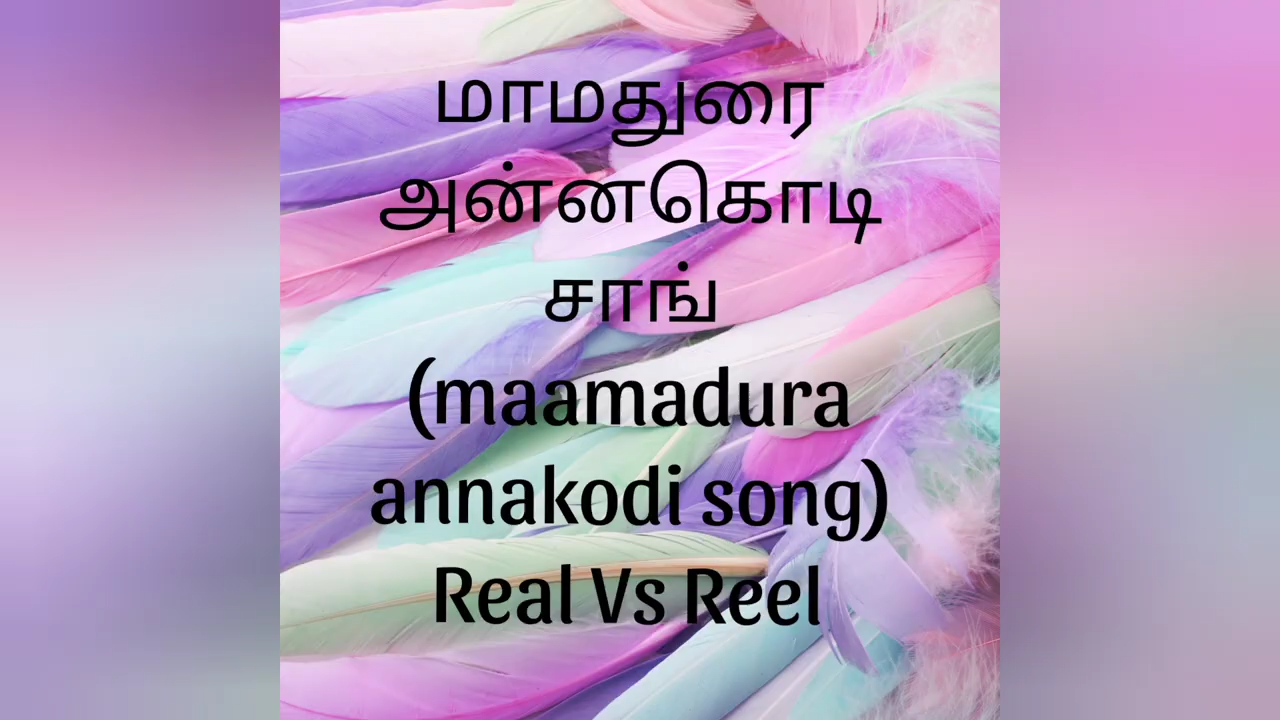 மாமதுரை
அன்னகொடி
சாங்
(maamadura
annakodi song)
Real Vs Reel